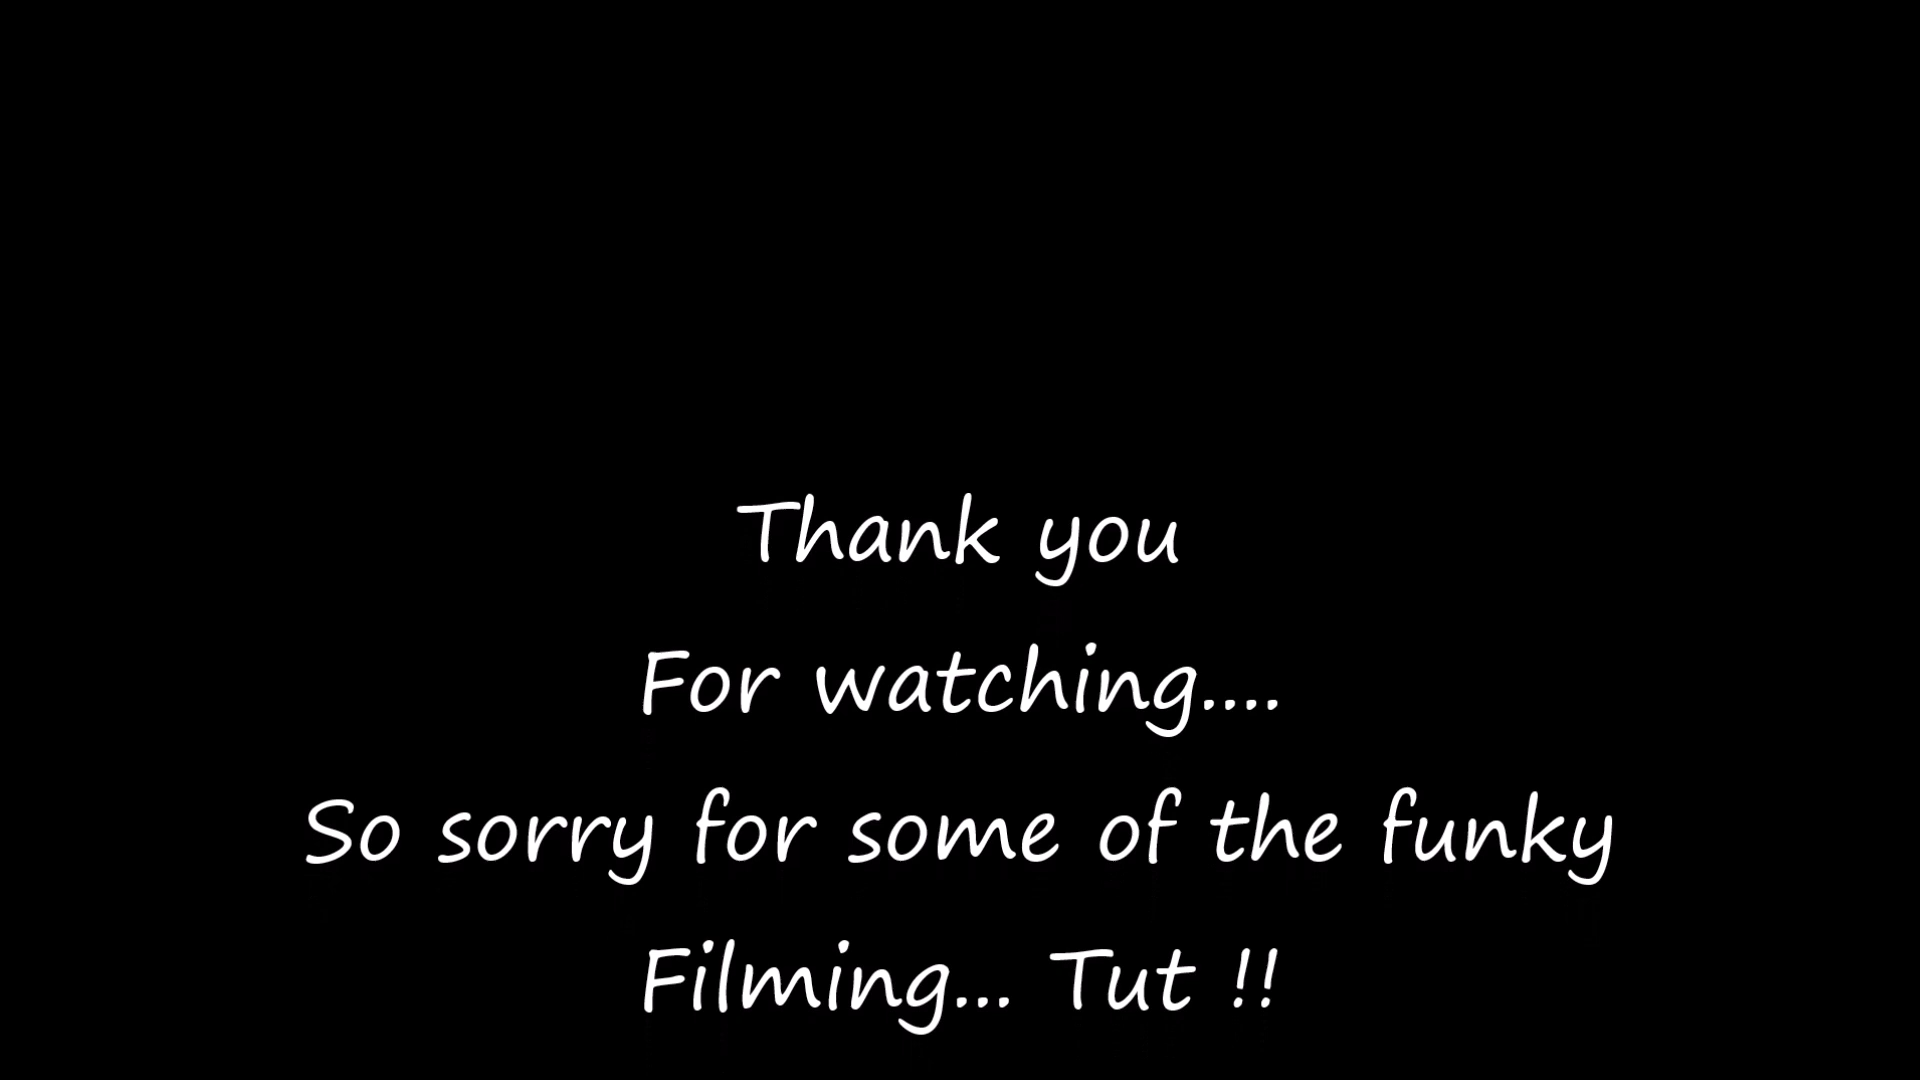 Thank you
For watching....
So sorry for some of the funky
Filming... Tut !!